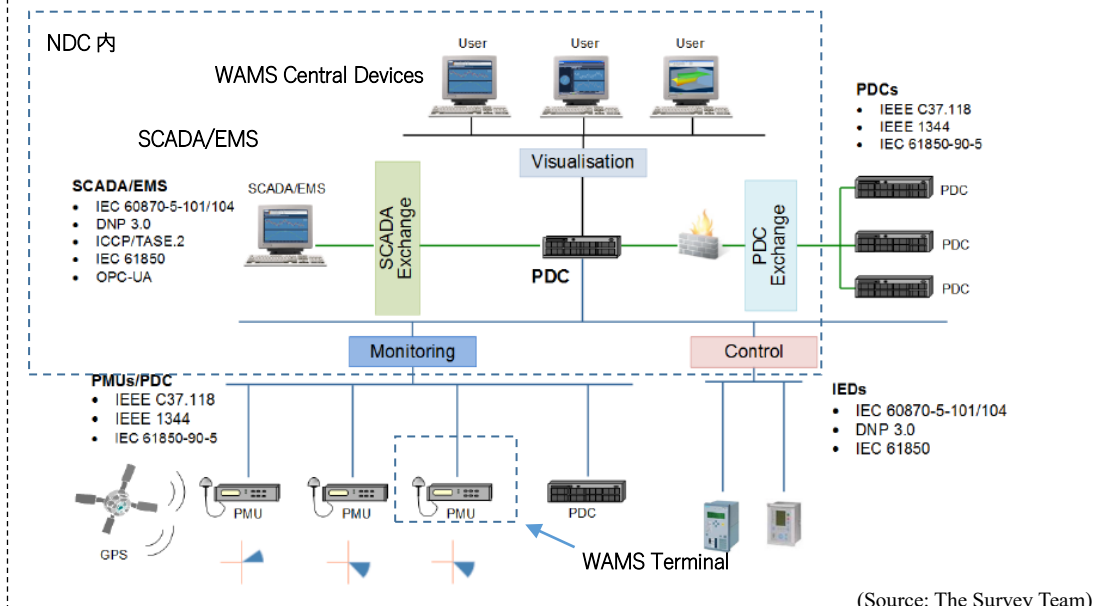 NDC 内
User
User
User
WAMS Central Devices
PDCs
• IEEE C37.118
• IEEE 1344
• IEC 61850-90-5
SCADA/EMS
Visualisation
SCADA/EMS
• IEC 60870-5-101/104
• DNP 3.0
• ICCP/TASE.2
• IEC 61850
• OPC-UA
SCADA/EMS
SCADA
Exchange
PDC
PDC
Exchange
PDC
PDC
PDC
Monitoring
Control
PMUs/PDC
• IEEE C37.118
• IEEE 1344
• IEC 61850-90-5
IEDs
• IEC 60870-5-101/104
• DNP 3.0
• IEC 61850
GPS
PMU
PMU
PMU
PDC
WAMS Terminal
(Source: The Survey Team)